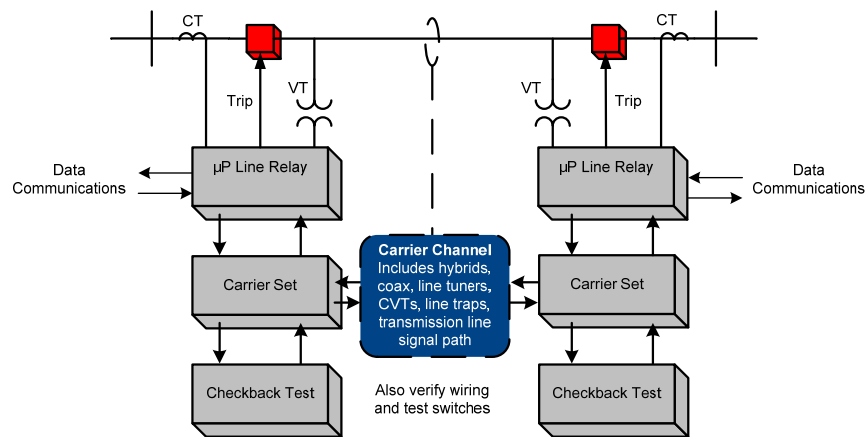 CT
CT
VT
Trip
VT
Trip
µP Line Relay
µP Line Relay
Data
Communications
Data
Communications
Carrier Channel
Includes hybrids,
coax, line tuners,
CVTs, line traps,
transmission line
signal path
Carrier Set
Carrier Set
Checkback Test
Also verify wiring
and test switches
Checkback Test